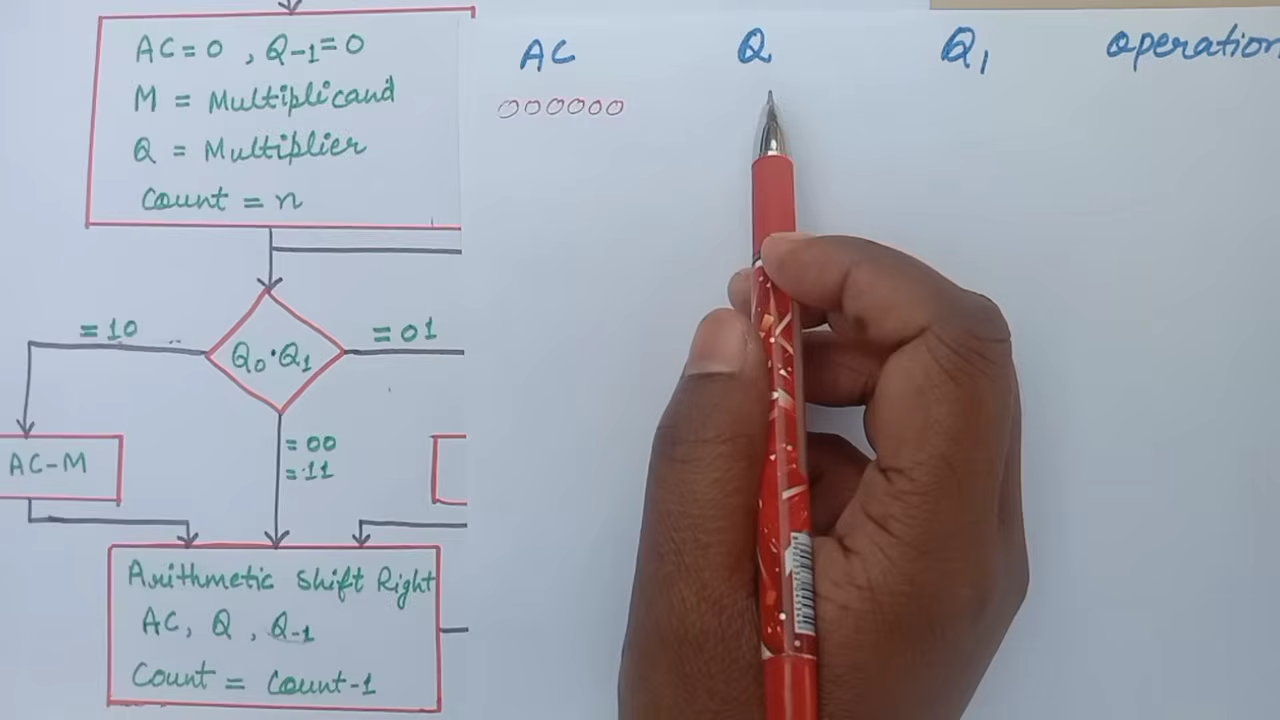 AC = 0 , Q-1 = 0
M = Multiplicand
Q = Multiplier
Count = n
= 10
Q0 · Q1
= 01
= 00
= 11
AC-M
Arithmetic Shift Right
AC, Q, Q-1
Count = Count-1
AC Q Q1 operation
000000